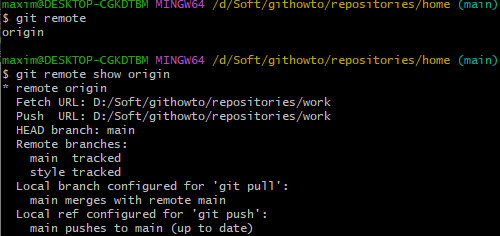 maxim@DESKTOP-CGKDTBM MINGW64 /d/Soft/githowto/repositories/home (main)
$ git remote
origin
maxim@DESKTOP-CGKDTBM MINGW64 /d/Soft/githowto/repositories/home (main)
$ git remote show origin
* remote origin
  Fetch URL: D:/Soft/githowto/repositories/work
  Push  URL: D:/Soft/githowto/repositories/work
  HEAD branch: main
  Remote branches:
    main  tracked
    style tracked
  Local branch configured for 'git pull':
    main merges with remote main
  Local ref configured for 'git push':
    main pushes to main (up to date)